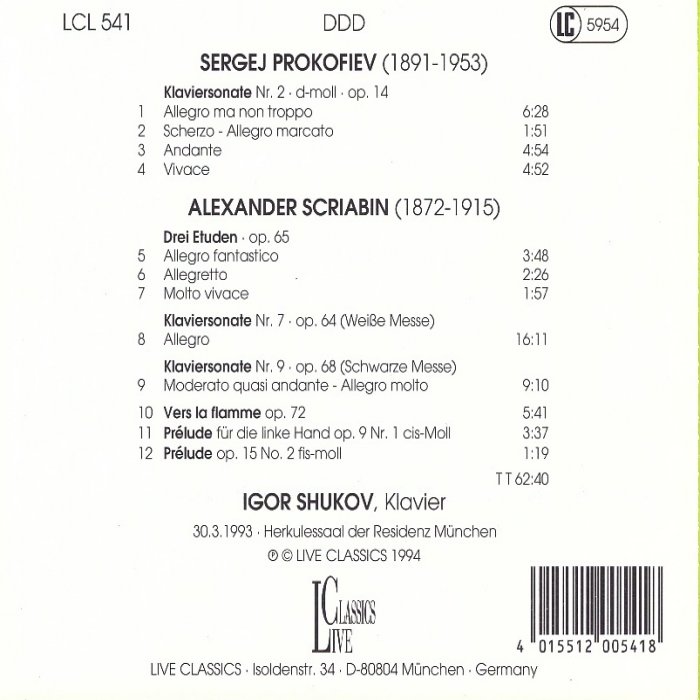 LCL 541 DDD LC 5954
SERGEJ PROKOFIEV (1891-1953)
Klaviersonate Nr. 2 · d-moll · op. 14
1 Allegro ma non troppo 6:28
2 Scherzo - Allegro marcato 1:51
3 Andante 4:54
4 Vivace 4:52
ALEXANDER SCRIABIN (1872-1915)
Drei Etuden · op. 65
5 Allegro fantastico 3:48
6 Allegretto 2:26
7 Molto vivace 1:57
Klaviersonate Nr. 7 · op. 64 (Weiße Messe)
8 Allegro 16:11
Klaviersonate Nr. 9 · op. 68 (Schwarze Messe)
9 Moderato quasi andante - Allegro molto 9:10
10 Vers la flamme op. 72 5:41
11 Prélude für die linke Hand op. 9 Nr. 1 cis-Moll 3:37
12 Prélude op. 15 No. 2 fis-moll 1:19
TT 62:40
IGOR SHUKOV, Klavier
30.3.1993 · Herkulessaal der Residenz München
℗ © LIVE CLASSICS 1994
CLASSICS
LIVE
4 015512 005418
LIVE CLASSICS · Isoldenstr. 34 · D-80804 München · Germany